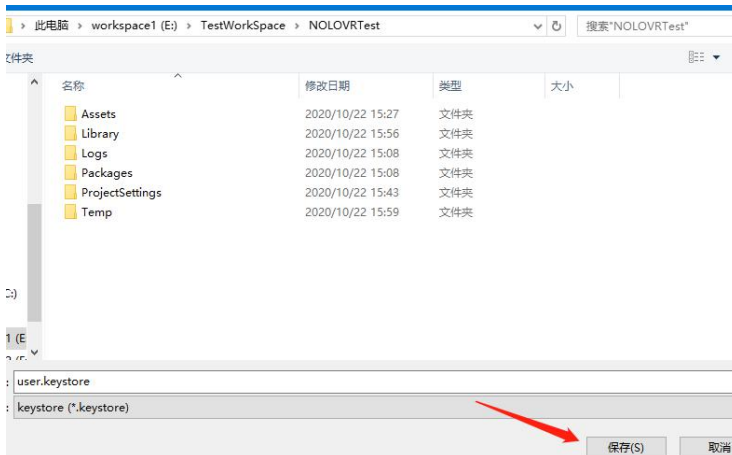 此电脑 > workspace1 (E:) > TestWorkSpace > NOLOVRTest 搜索"NOLOVRTest"
文件夹
名称 修改日期 类型 大小
Assets 2020/10/22 15:27 文件夹
Library 2020/10/22 15:56 文件夹
Logs 2020/10/22 15:08 文件夹
Packages 2020/10/22 15:08 文件夹
ProjectSettings 2020/10/22 15:43 文件夹
Temp 2020/10/22 15:59 文件夹
C:)
1 (E
: user.keystore
: keystore (*.keystore)
保存(S) 取消